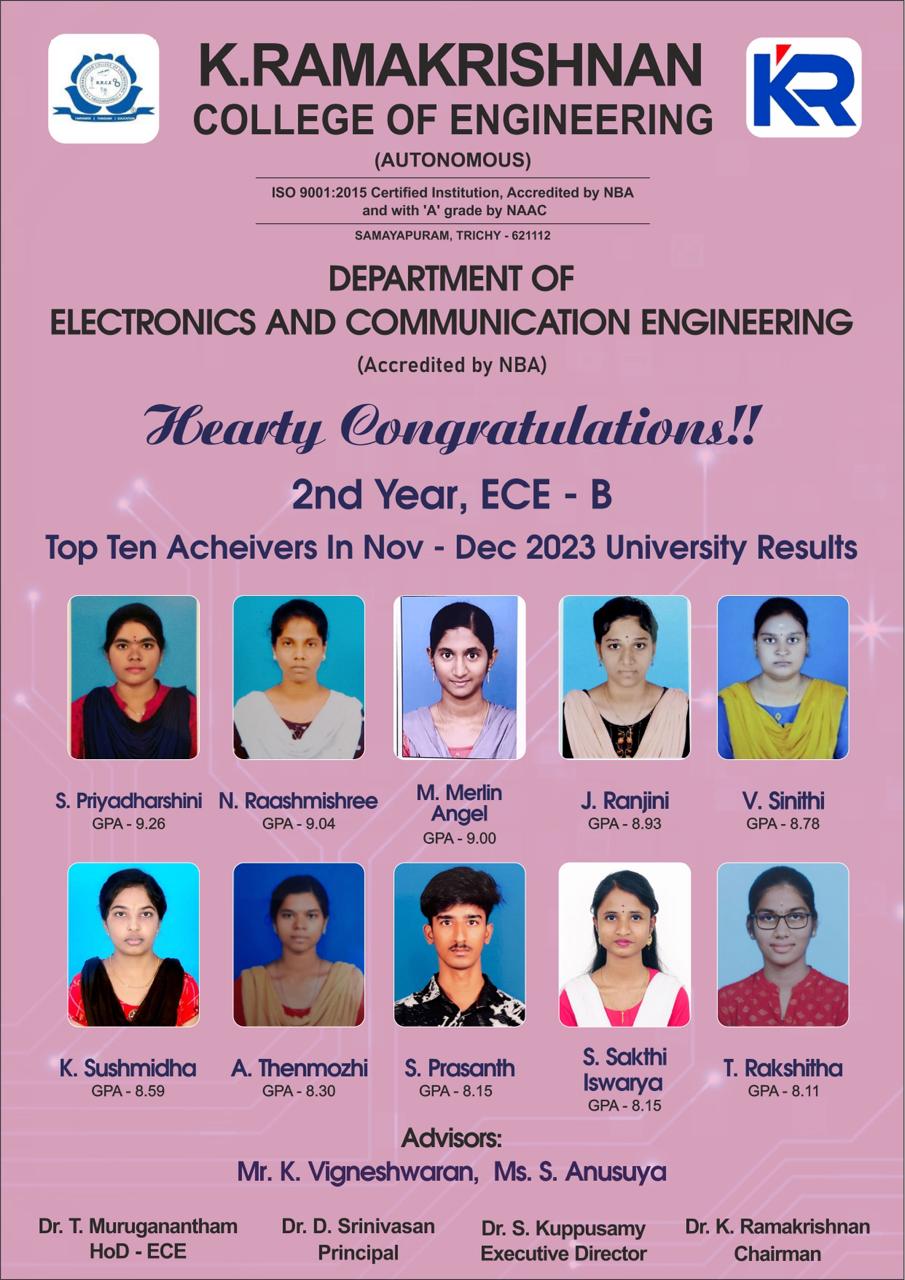 K.RAMAKRISHNAN
COLLEGE OF ENGINEERING
(AUTONOMOUS)
ISO 9001:2015 Certified Institution, Accredited by NBA
and with 'A' grade by NAAC
SAMAYAPURAM, TRICHY - 621112
KR
DEPARTMENT OF
ELECTRONICS AND COMMUNICATION ENGINEERING
(Accredited by NBA)
Hearty Congratulations!!
2nd Year, ECE - B
Top Ten Acheivers In Nov - Dec 2023 University Results
S. Priyadharshini
GPA - 9.26
N. Raashmishree
GPA - 9.04
M. Merlin
Angel
GPA - 9.00
J. Ranjini
GPA - 8.93
V. Sinithi
GPA - 8.78
K. Sushmidha
GPA - 8.59
A. Thenmozhi
GPA - 8.30
S. Prasanth
GPA - 8.15
S. Sakthi
Iswarya
GPA - 8.15
T. Rakshitha
GPA - 8.11
Advisors:
Mr. K. Vigneshwaran, Ms. S. Anusuya
Dr. T. Muruganantham
HoD - ECE
Dr. D. Srinivasan
Principal
Dr. S. Kuppusamy
Executive Director
Dr. K. Ramakrishnan
Chairman